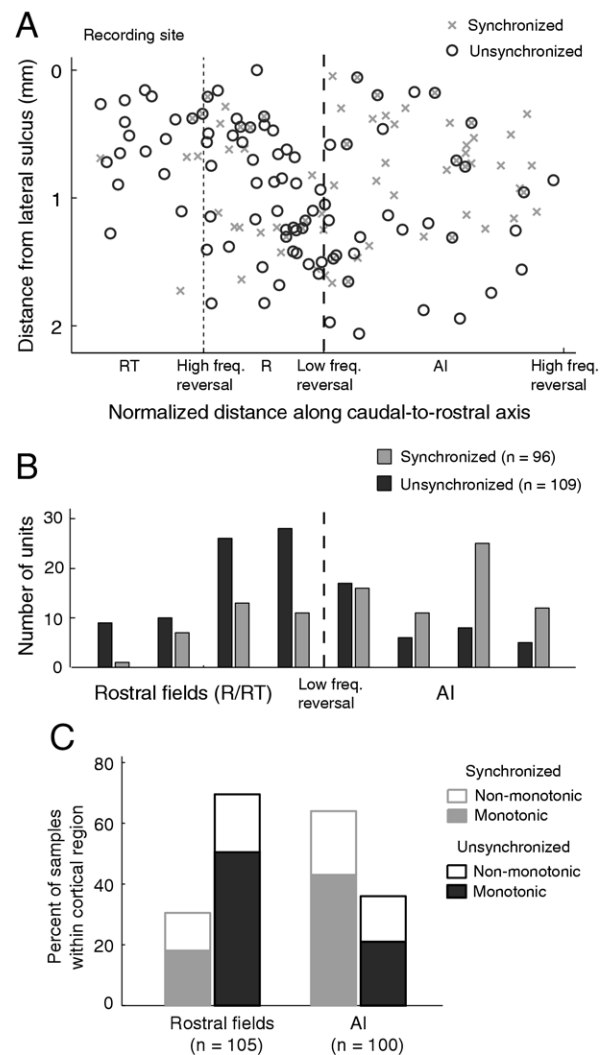 A
Recording site
Synchronized
Unsynchronized
Distance from lateral sulcus (mm)
0
1
2
RT
High freq.
reversal
R
Low freq.
reversal
AI
High freq.
reversal
Normalized distance along caudal-to-rostral axis
B
Synchronized (n = 96)
Unsynchronized (n = 109)
Number of units
30
20
10
0
Rostral fields (R/RT)
Low freq.
reversal
AI
C
Synchronized
Non-monotonic
Monotonic
Unsynchronized
Non-monotonic
Monotonic
Percent of samples
within cortical region
80
60
40
20
0
Rostral fields
(n = 105)
AI
(n = 100)